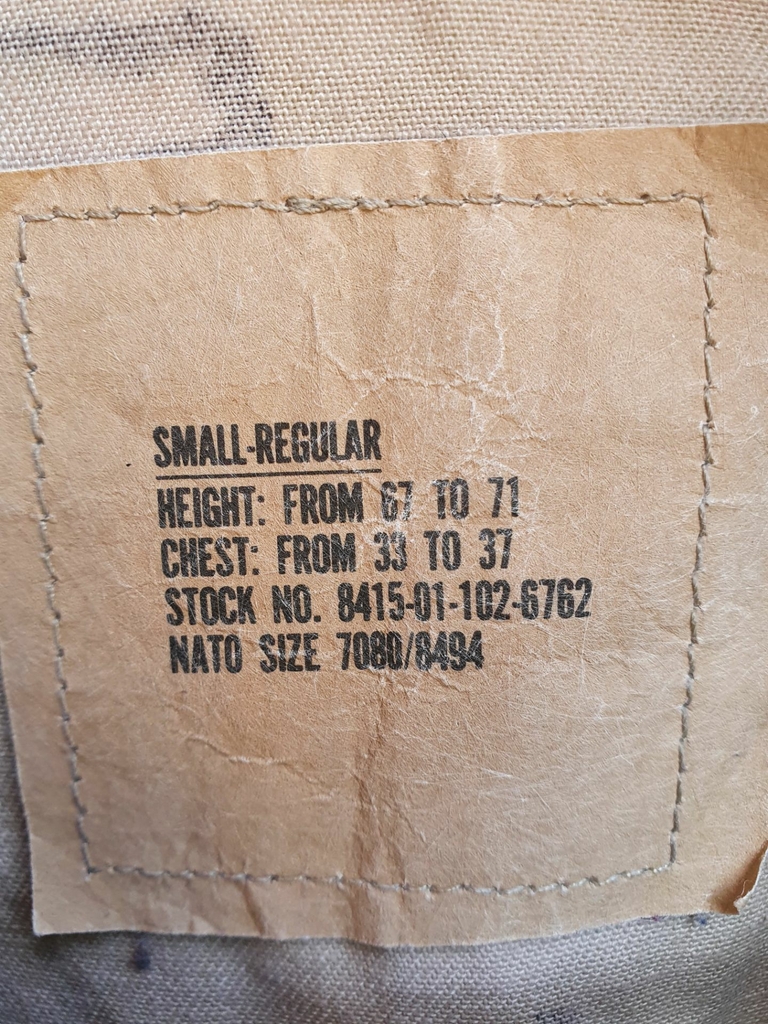 SMALL-REGULAR
HEIGHT: FROM 67 TO 71
CHEST: FROM 33 TO 37
STOCK NO. 8415-01-102-6762
NATO SIZE 7080/8494